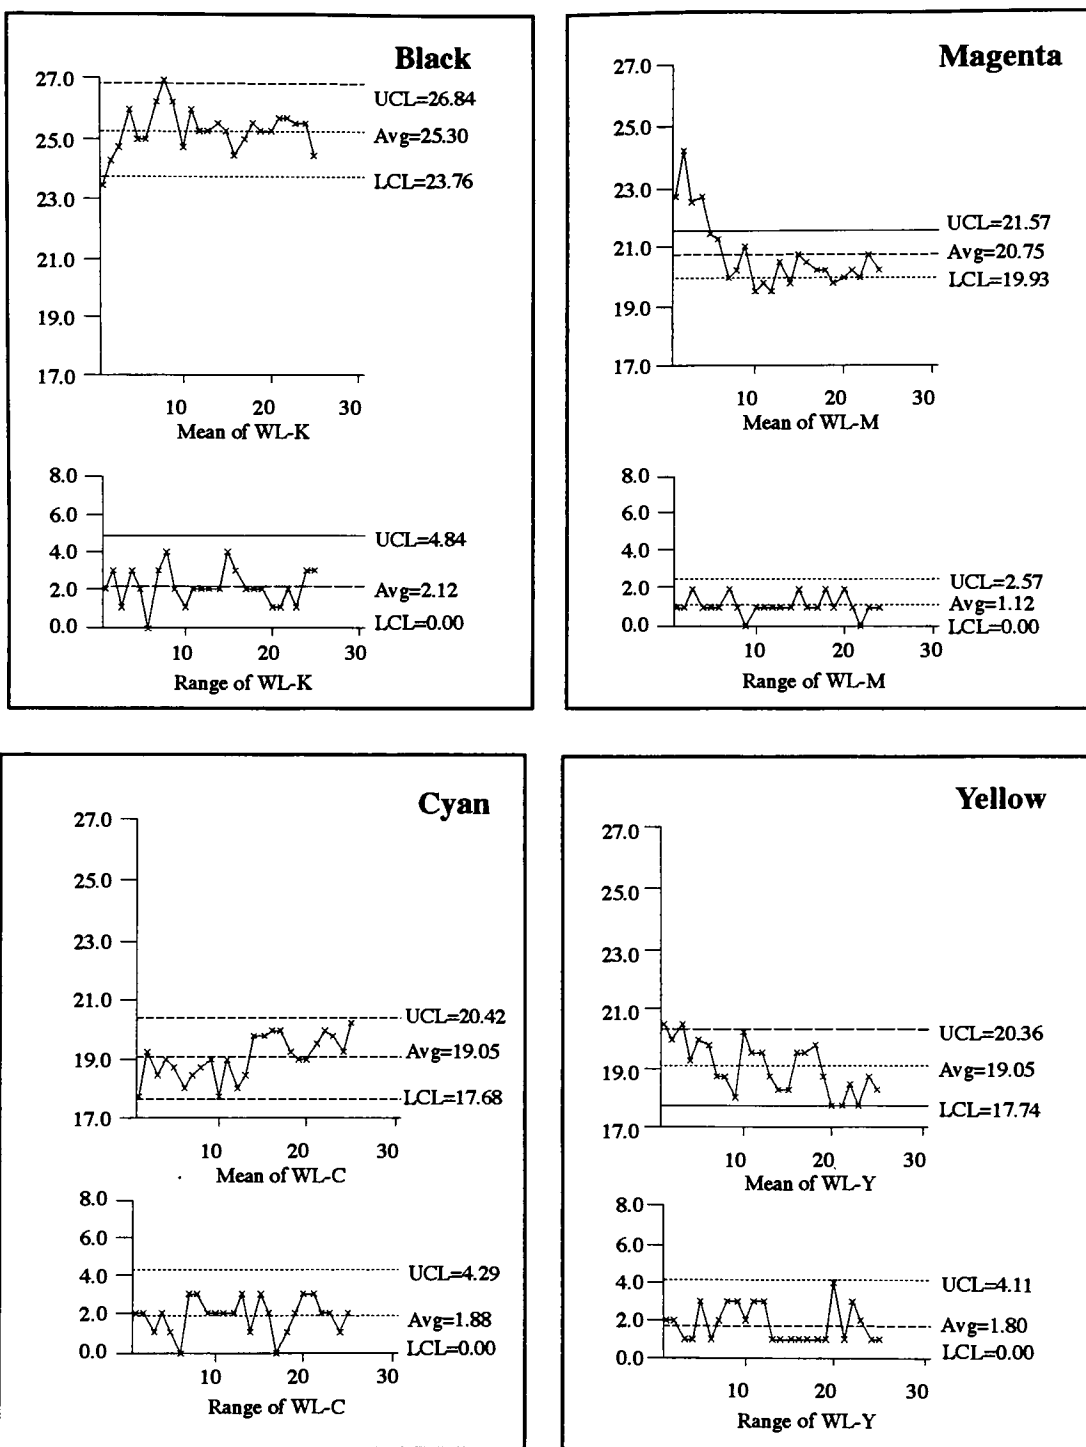 Black
27.0
UCL=26.84
Avg=25.30
25.0
LCL=23.76
23.0
21.0
19.0
17.0
10 20 30
Mean of WL-K
8.0
6.0
UCL=4.84
4.0
Avg=2.12
2.0
LCL=0.00
0.0
10 20 30
Range of WL-K
Magenta
27.0
25.0
23.0
UCL=21.57
21.0
Avg=20.75
LCL=19.93
19.0
17.0
10 20 30
Mean of WL-M
8.0
6.0
4.0
UCL=2.57
2.0
Avg=1.12
0.0
LCL=0.00
10 20 30
Range of WL-M
Cyan
27.0
25.0
23.0
21.0
UCL=20.42
Avg=19.05
19.0
LCL=17.68
17.0
10 20 30
Mean of WL-C
8.0
6.0
UCL=4.29
4.0
Avg=1.88
2.0
LCL=0.00
0.0
10 20 30
Range of WL-C
Yellow
27.0
25.0
23.0
21.0
UCL=20.36
Avg=19.05
19.0
LCL=17.74
17.0
10 20 30
Mean of WL-Y
8.0
6.0
UCL=4.11
4.0
2.0
Avg=1.80
LCL=0.00
0.0
10 20 30
Range of WL-Y